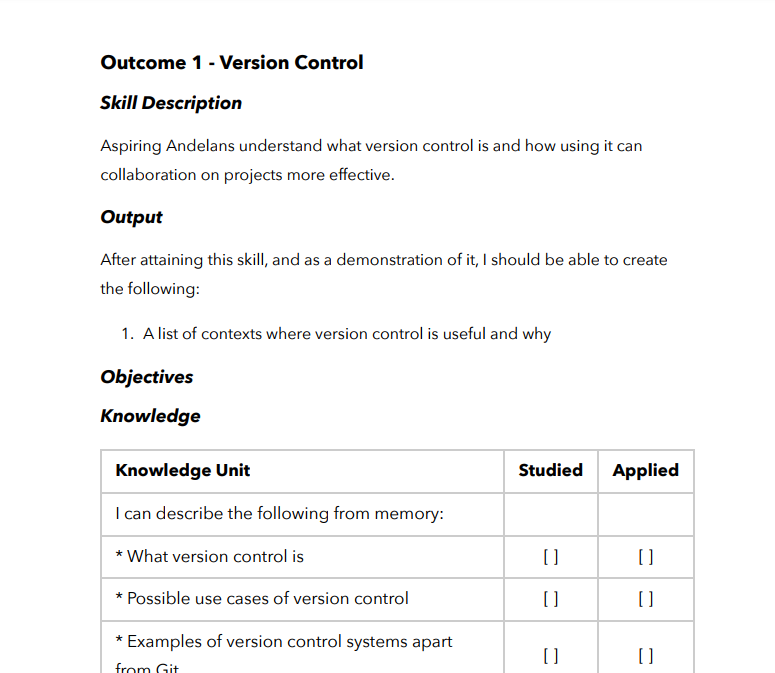 Outcome 1 - Version Control
Skill Description
Aspiring Andelans understand what version control is and how using it can
collaboration on projects more effective.
Output
After attaining this skill, and as a demonstration of it, I should be able to create
the following:
1. A list of contexts where version control is useful and why
Objectives
Knowledge
Knowledge Unit Studied Applied
I can describe the following from memory:
* What version control is [ ] [ ]
* Possible use cases of version control [ ] [ ]
* Examples of version control systems apart
from Git [ ] [ ]